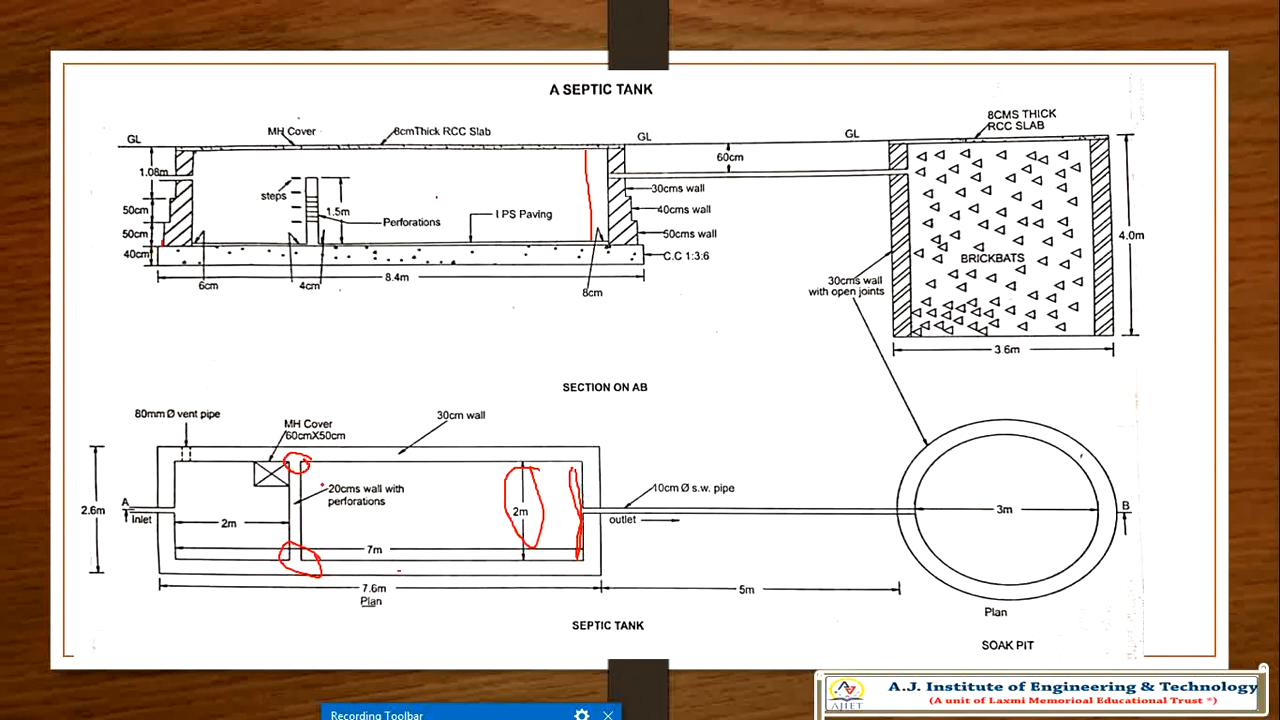 A SEPTIC TANK
GL
MH Cover
8cmThick RCC Slab
GL
GL
8CMS THICK
RCC SLAB
60cm
1.08m
steps
1.5m
Perforations
I PS Paving
30cms wall
50cm
40cms wall
50cm
50cms wall
40cm
C.C 1:3:6
8.4m
6cm
4cm
8cm
BRICKBATS
4.0m
30cms wall
with open joints
3.6m
SECTION ON AB
80mm Ø vent pipe
MH Cover
60cmX50cm
30cm wall
A
Inlet
2.6m
2m
20cms wall with
perforations
2m
10cm Ø s.w. pipe
outlet
3m
B
7m
7.6m
5m
Plan
Plan
SEPTIC TANK
SOAK PIT
AJIET
A.J. Institute of Engineering & Technology
(A unit of Laxmi Memorioal Educational Trust ®)
Recording Toolbar